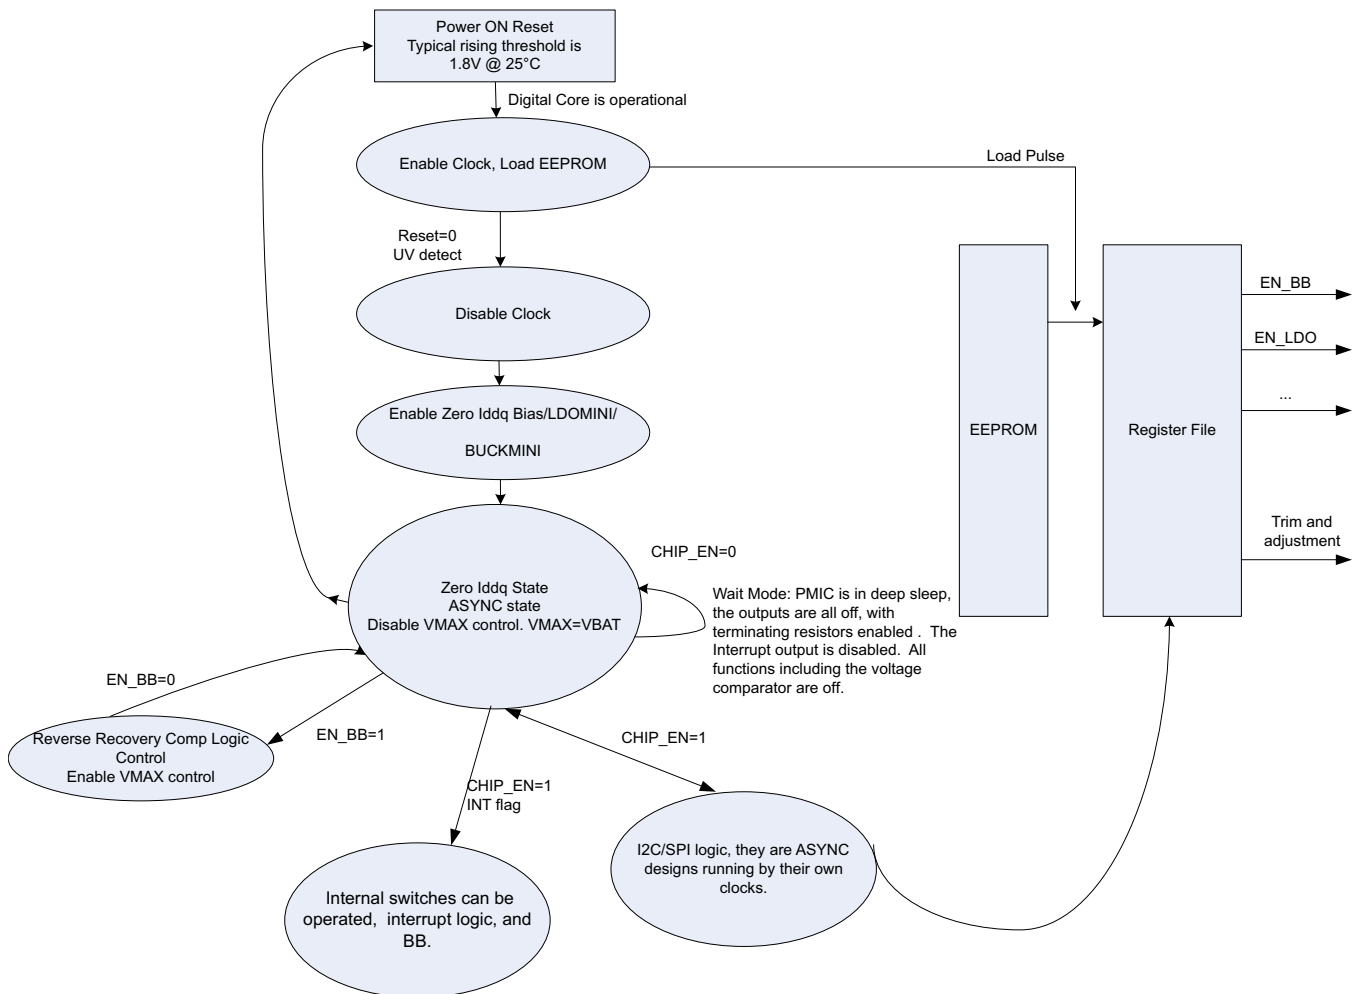 Power ON Reset
Typical rising threshold is
1.8V @ 25°C
Digital Core is operational
Enable Clock, Load EEPROM
Load Pulse
Reset=0
UV detect
Disable Clock
Enable Zero Iddq Bias/LDOMINI/
BUCKMINI
EEPROM
Register File
EN_BB
EN_LDO
...
Trim and
adjustment
CHIP_EN=0
Zero Iddq State
ASYNC state
Disable VMAX control. VMAX=VBAT
Wait Mode: PMIC is in deep sleep,
the outputs are all off, with
terminating resistors enabled .  The
Interrupt output is disabled.  All
functions including the voltage
comparator are off.
EN_BB=0
EN_BB=1
Reverse Recovery Comp Logic
Control
Enable VMAX control
CHIP_EN=1
INT flag
CHIP_EN=1
Internal switches can be
operated,  interrupt logic, and
BB.
I2C/SPI logic, they are ASYNC
designs running by their own
clocks.